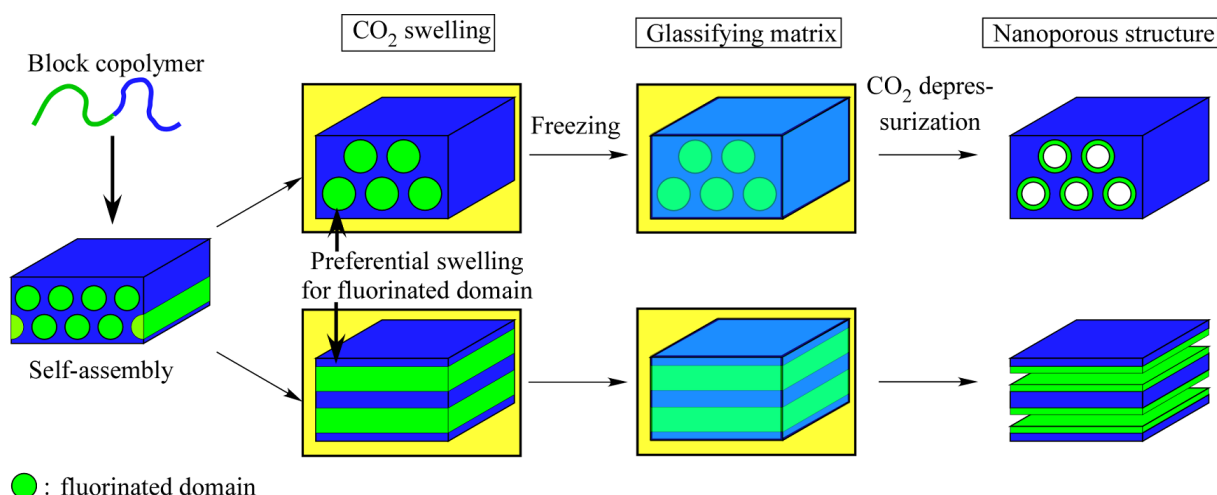 CO₂ swelling
Glassifying matrix
Nanoporous structure
Block copolymer
Freezing
CO₂ depres-
surization
Preferential swelling
for fluorinated domain
Self-assembly
: fluorinated domain